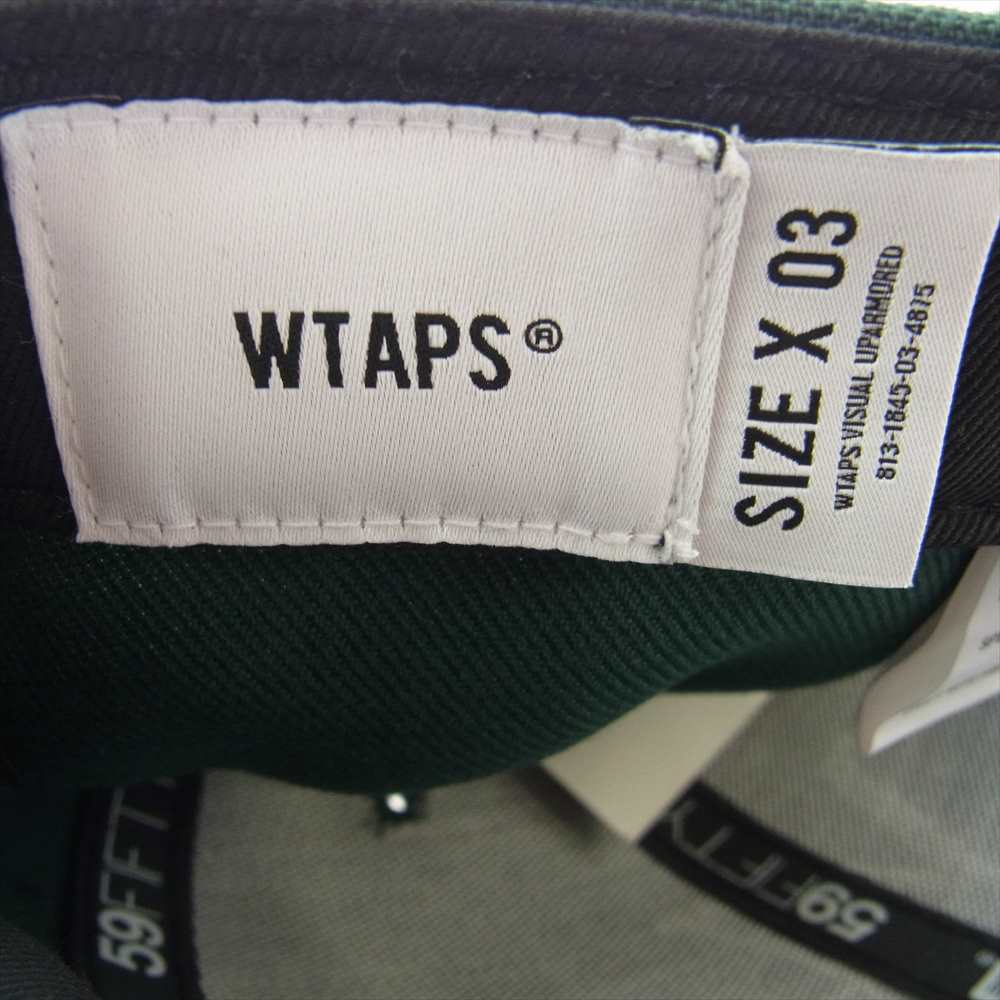 WTAPS®
SIZE X 03
WTAPS VISUAL UPARMORED
813-1845-03-4875
59FIFTY
59FIFTY